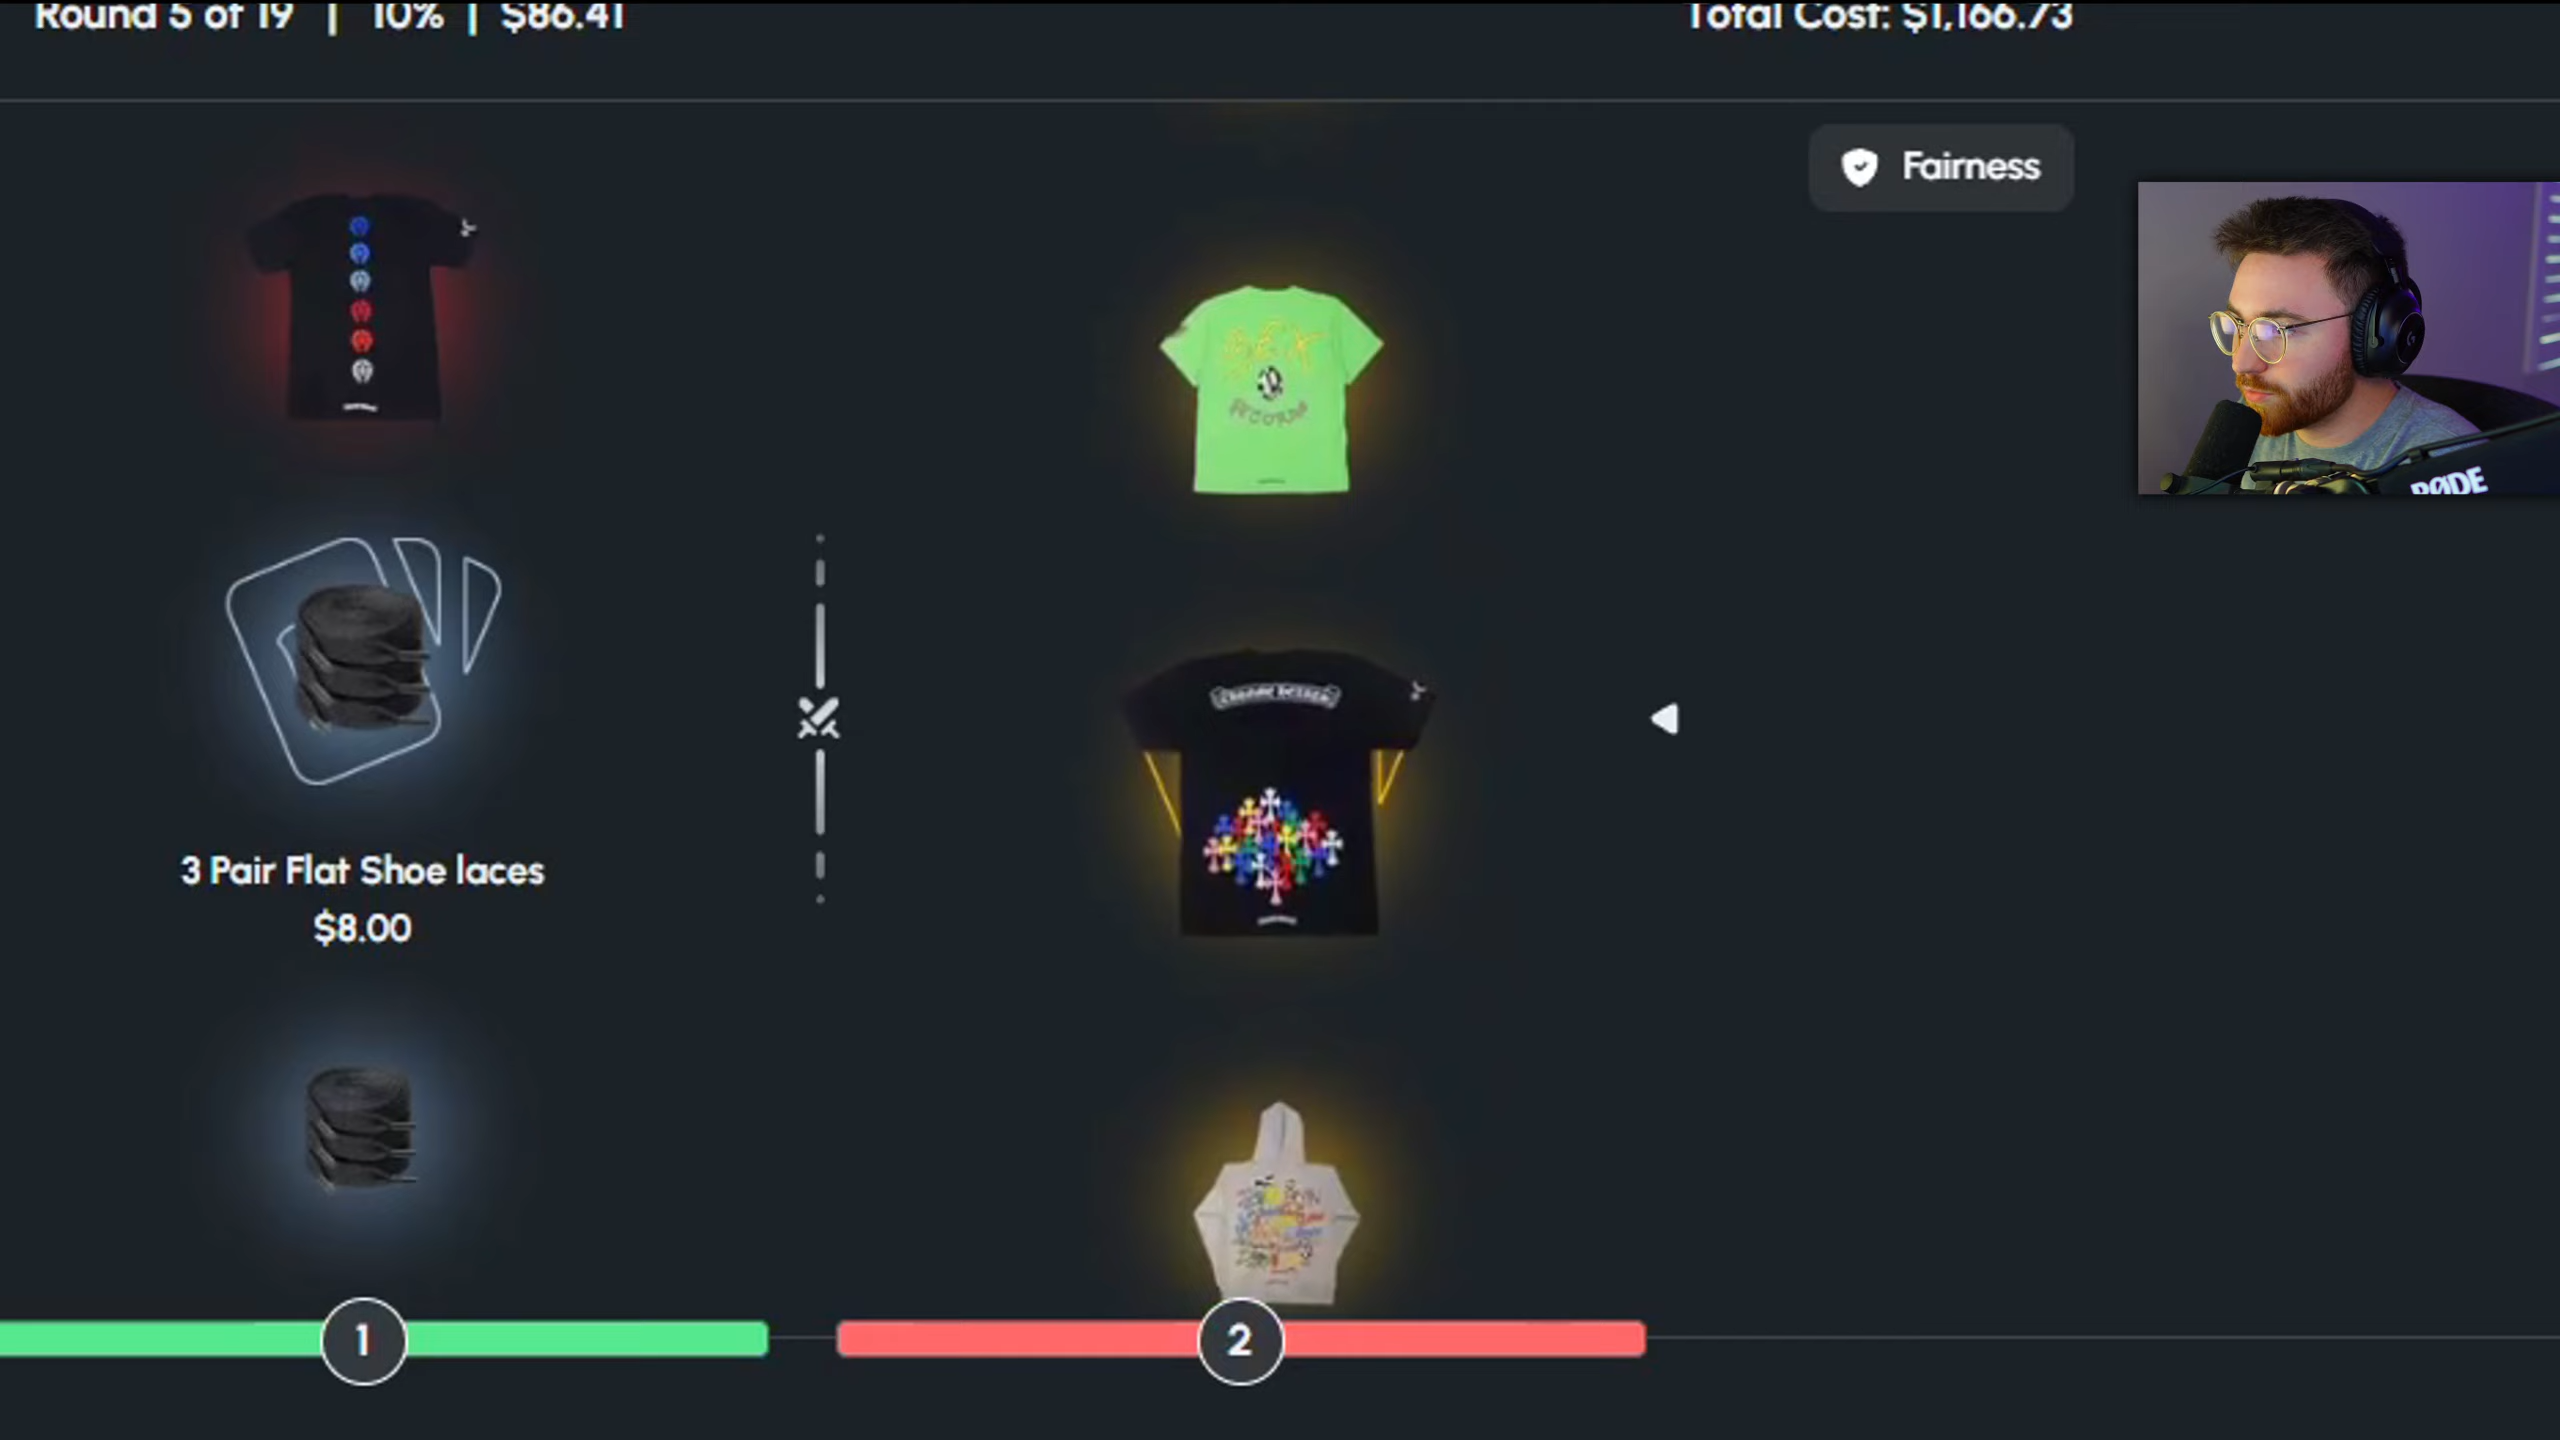 Round 5 of 19 | 10% | $86.41
Total Cost: $1,166.73
Fairness
RØDE
3 Pair Flat Shoe laces
$8.00
1
2